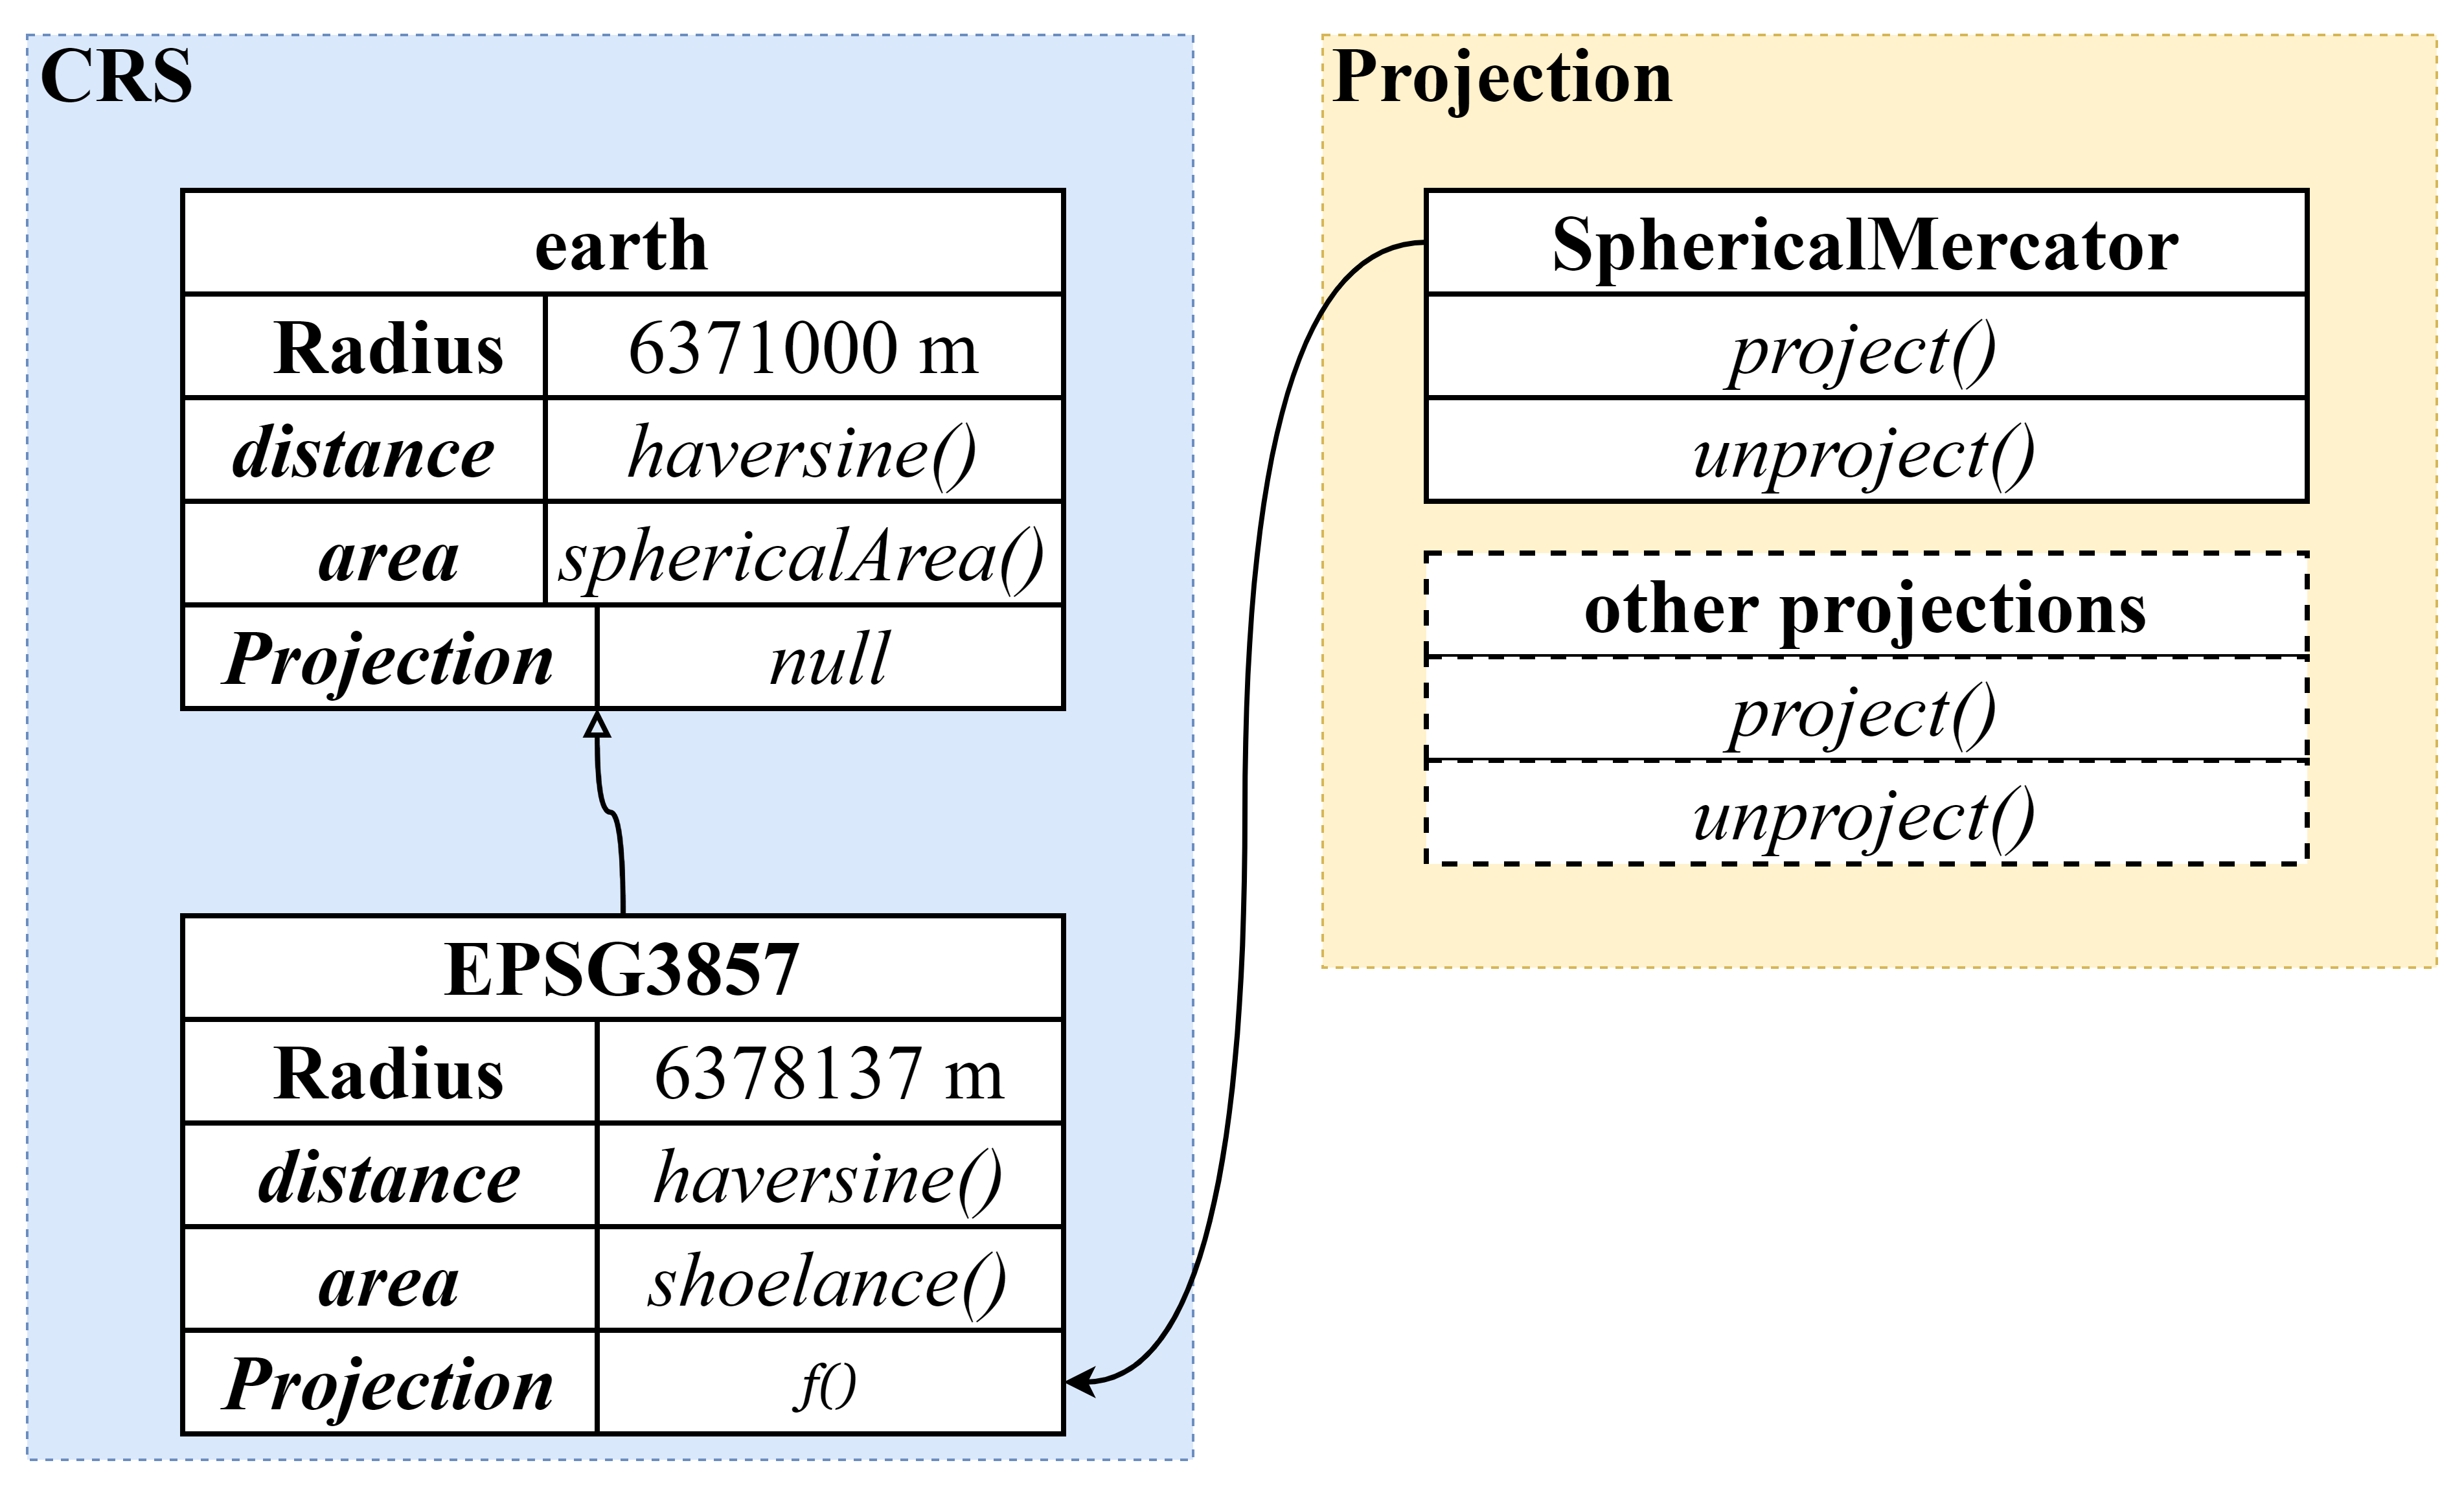 CRS
earth
Radius 6371000 m
distance haversine()
area sphericalArea()
Projection null
EPSG3857
Radius 6378137 m
distance haversine()
area shoelance()
Projection f()
Projection
SphericalMercator
project()
unproject()
other projections
project()
unproject()